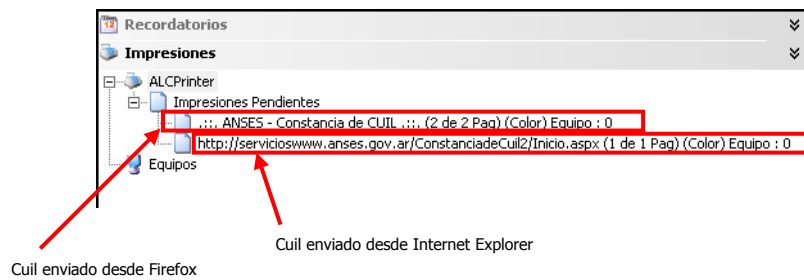 Recordatorios
Impresiones
ALCPrinter
Impresiones Pendientes
.::. ANSES - Constancia de CUIL .::. (2 de 2 Pag) (Color) Equipo : 0
http://servicioswww.anses.gov.ar/ConstanciadeCuil2/Inicio.aspx (1 de 1 Pag) (Color) Equipo : 0
Equipos
Cuil enviado desde Internet Explorer
Cuil enviado desde Firefox